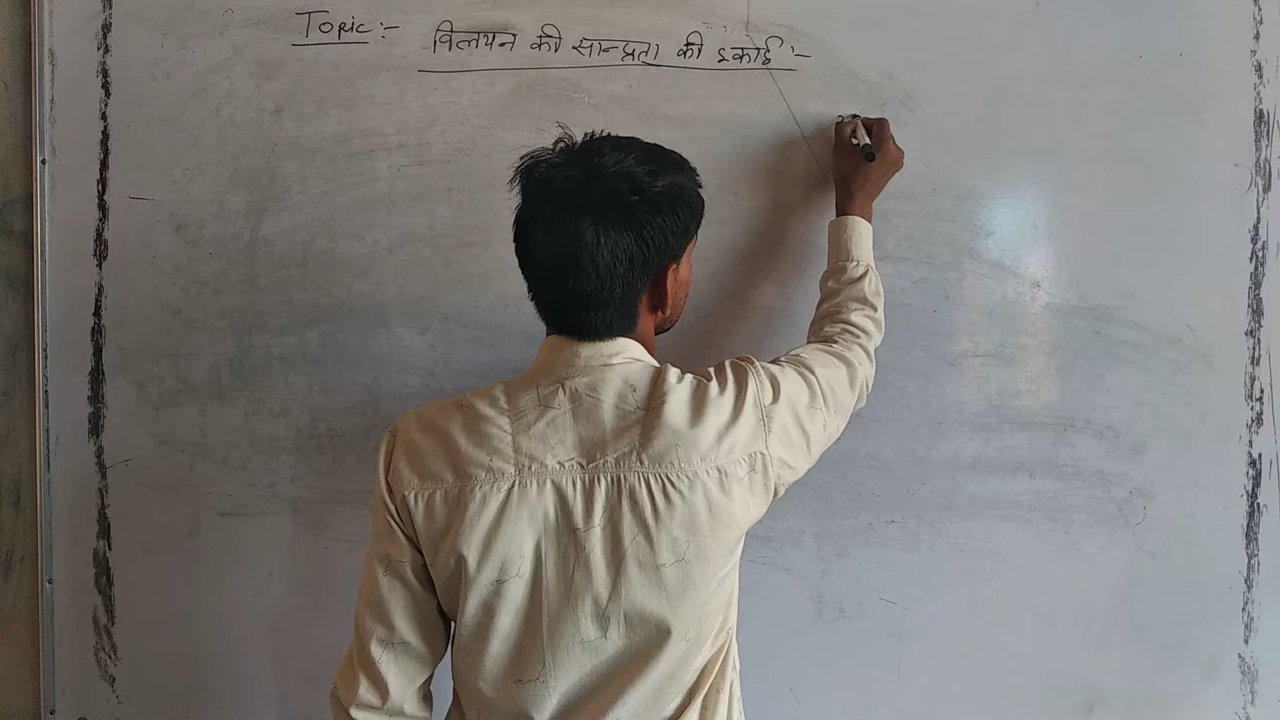 Topic:- विलयन की सान्द्रता की इकाई :-